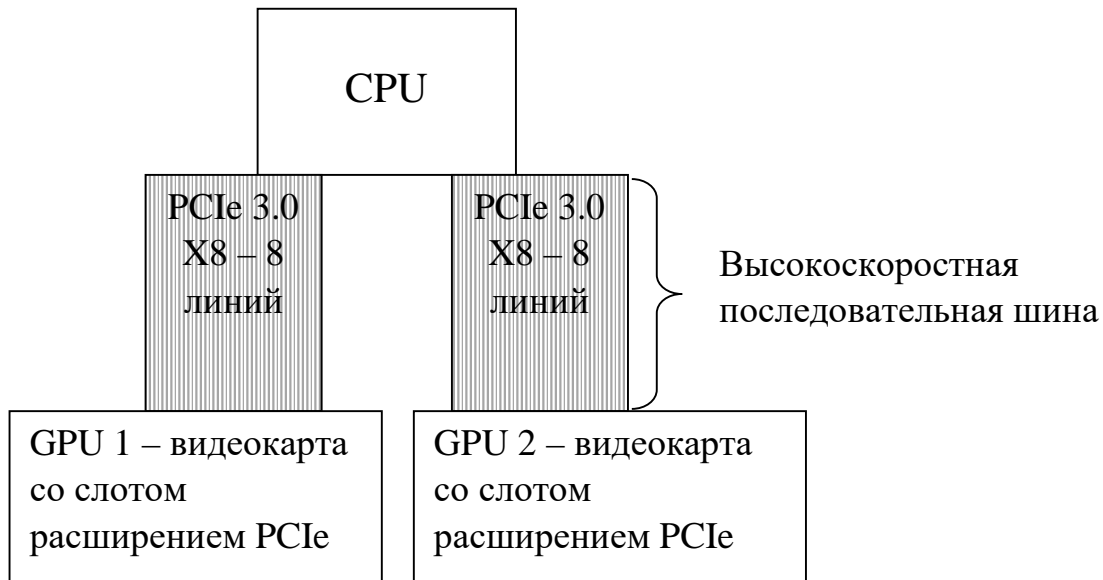 CPU
PCIe 3.0
X8 – 8
линий
PCIe 3.0
X8 – 8
линий
Высокоскоростная
последовательная шина
GPU 1 – видеокарта
со слотом
расширением PCIe
GPU 2 – видеокарта
со слотом
расширением PCIe